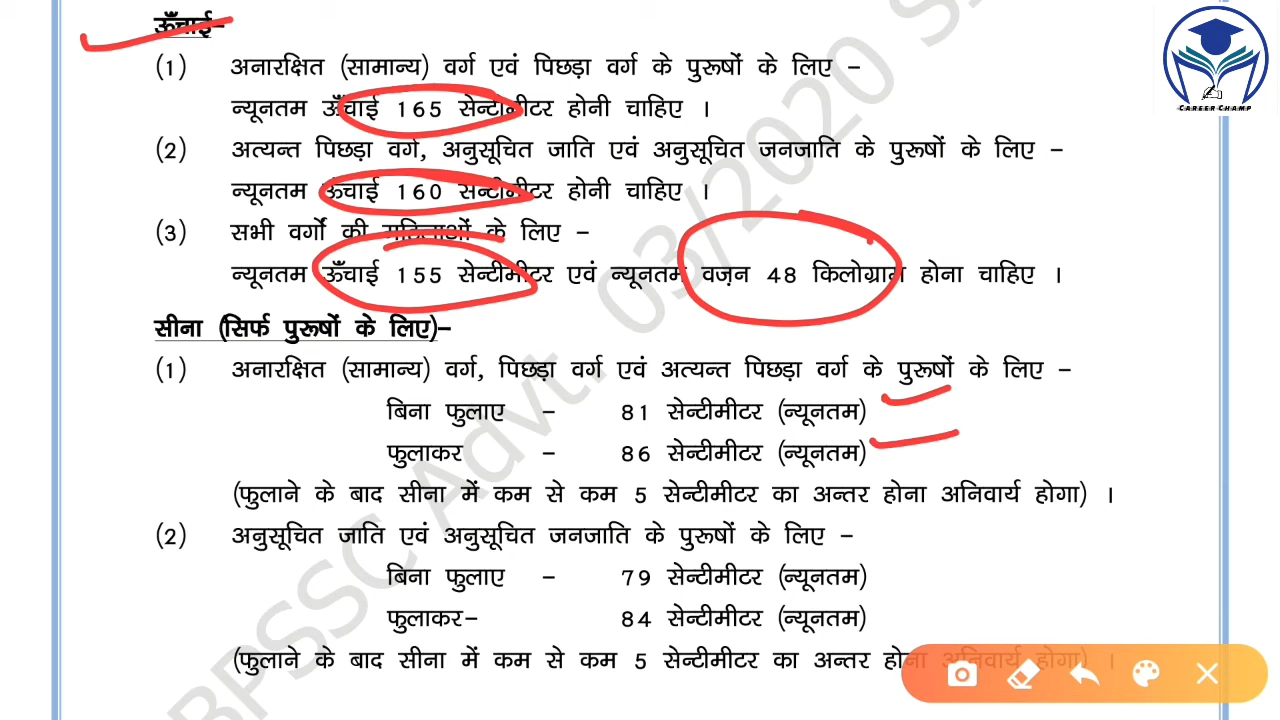 ऊँचाई-
(1) अनारक्षित (सामान्य) वर्ग एवं पिछड़ा वर्ग के पुरूषों के लिए -
न्यूनतम ऊँचाई 165 सेन्टीमीटर होनी चाहिए ।
(2) अत्यन्त पिछड़ा वर्ग, अनुसूचित जाति एवं अनुसूचित जनजाति के पुरूषों के लिए -
न्यूनतम ऊँचाई 160 सेन्टीमीटर होनी चाहिए ।
(3) सभी वर्गों की महिलाओं के लिए -
न्यूनतम ऊँचाई 155 सेन्टीमीटर एवं न्यूनतम वज़न 48 किलोग्राम होना चाहिए ।
सीना (सिर्फ पुरूषों के लिए)-
(1) अनारक्षित (सामान्य) वर्ग, पिछड़ा वर्ग एवं अत्यन्त पिछड़ा वर्ग के पुरूषों के लिए -
बिना फुलाए - 81 सेन्टीमीटर (न्यूनतम)
फुलाकर - 86 सेन्टीमीटर (न्यूनतम)
(फुलाने के बाद सीना में कम से कम 5 सेन्टीमीटर का अन्तर होना अनिवार्य होगा) ।
(2) अनुसूचित जाति एवं अनुसूचित जनजाति के पुरूषों के लिए -
बिना फुलाए - 79 सेन्टीमीटर (न्यूनतम)
फुलाकर- 84 सेन्टीमीटर (न्यूनतम)
(फुलाने के बाद सीना में कम से कम 5 सेन्टीमीटर का अन्तर होना अनिवार्य होगा) ।
CAREER CHAMP
BPSSC Advt. 03/2020